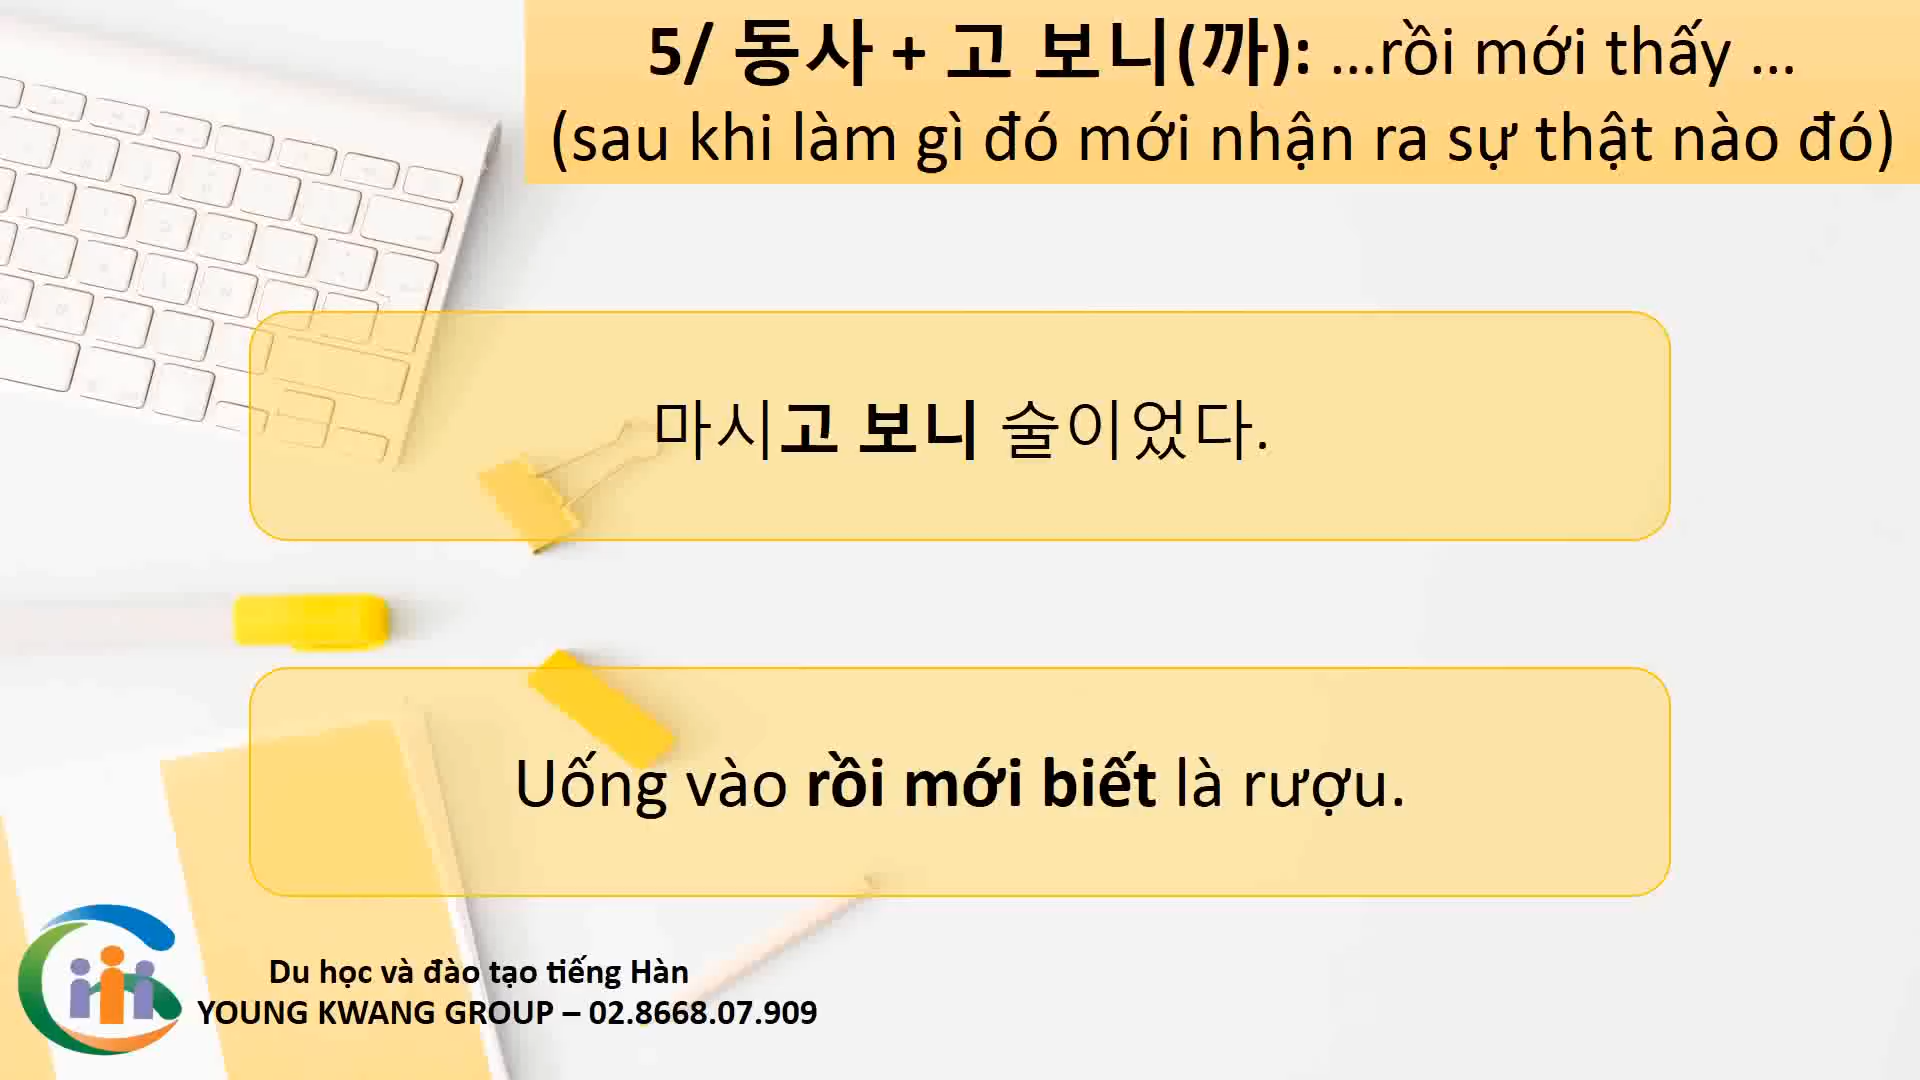 5/ 동사 + 고 보니(까): ...rồi mới thấy ...
(sau khi làm gì đó mới nhận ra sự thật nào đó)
마시고 보니 술이었다.
Uống vào rồi mới biết là rượu.
Du học và đào tạo tiếng Hàn
YOUNG KWANG GROUP – 02.8668.07.909